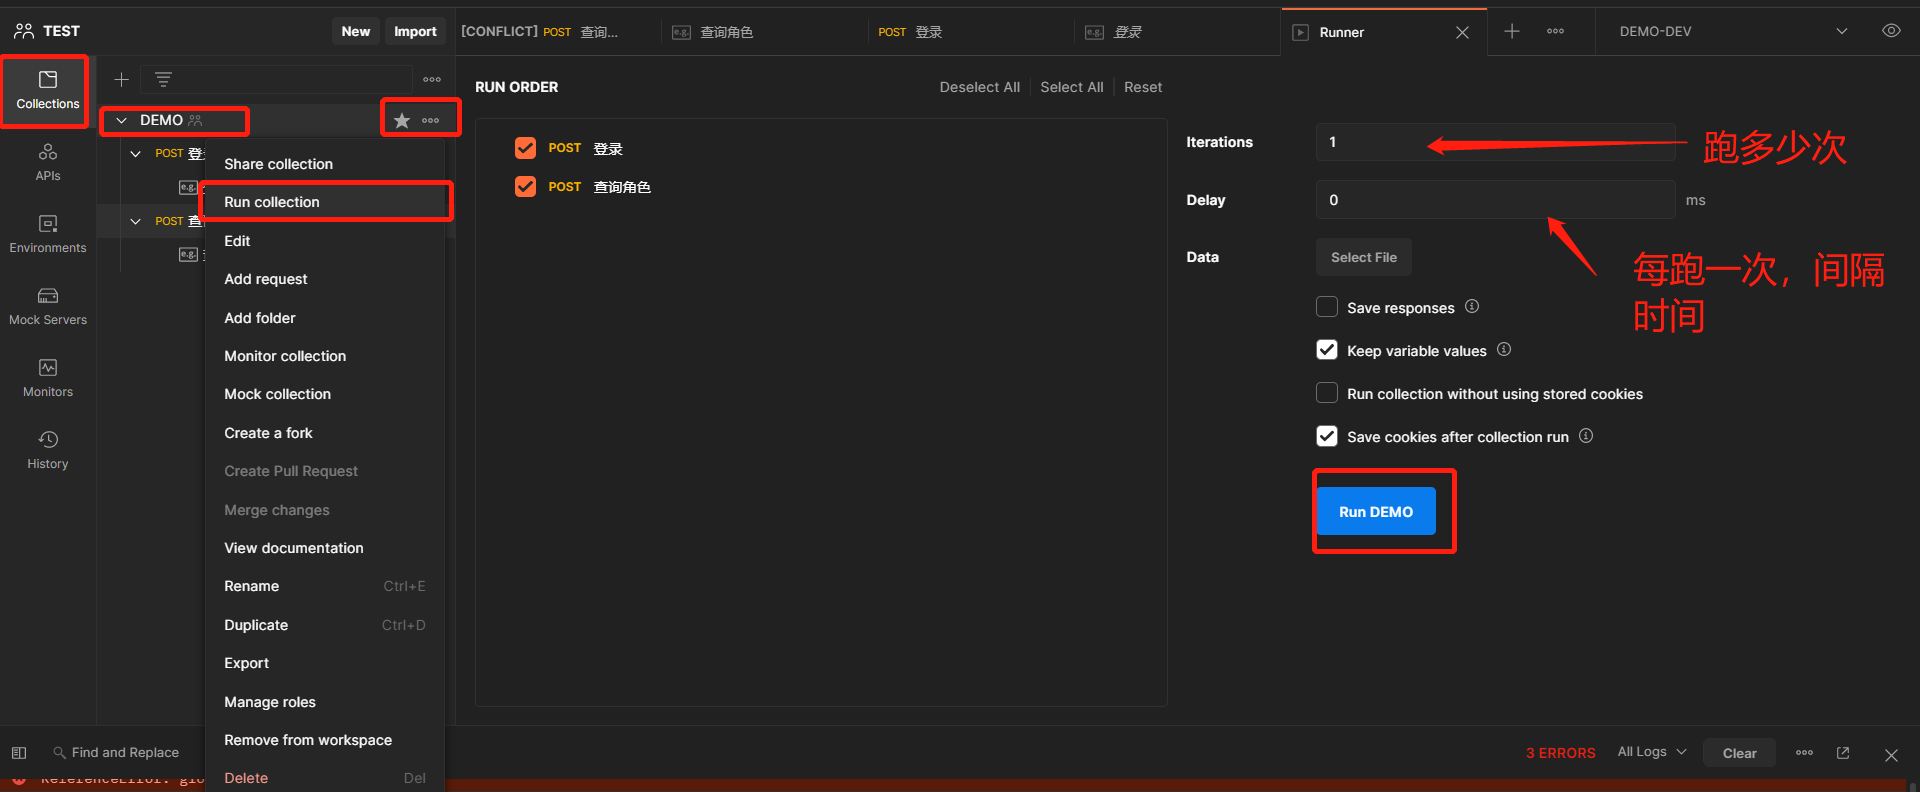 TEST
New
Import
[CONFLICT] POST 查询...
e.g. 查询角色
POST 登录
e.g. 登录
Runner
DEMO-DEV
Collections
APIs
Environments
Mock Servers
Monitors
History
DEMO
POST
e.g.
POST
e.g.
Share collection
Run collection
Edit
Add request
Add folder
Monitor collection
Mock collection
Create a fork
Create Pull Request
Merge changes
View documentation
Rename Ctrl+E
Duplicate Ctrl+D
Export
Manage roles
Remove from workspace
Delete Del
RUN ORDER
Deselect All
Select All
Reset
POST 登录
POST 查询角色
Iterations 1
跑多少次
Delay 0 ms
每跑一次，间隔
时间
Data Select File
Save responses
Keep variable values
Run collection without using stored cookies
Save cookies after collection run
Run DEMO
Find and Replace
3 ERRORS
All Logs
Clear
ReferenceError: glo